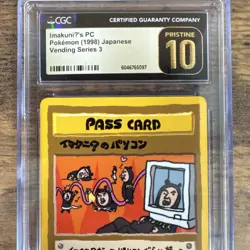 CGC
CERTIFIED GUARANTY COMPANY
Imakuni?'s PC
Pokémon (1998) Japanese
Vending Series 3
6046765097
PRISTINE
10
PASS CARD
イマクニ?のパソコン